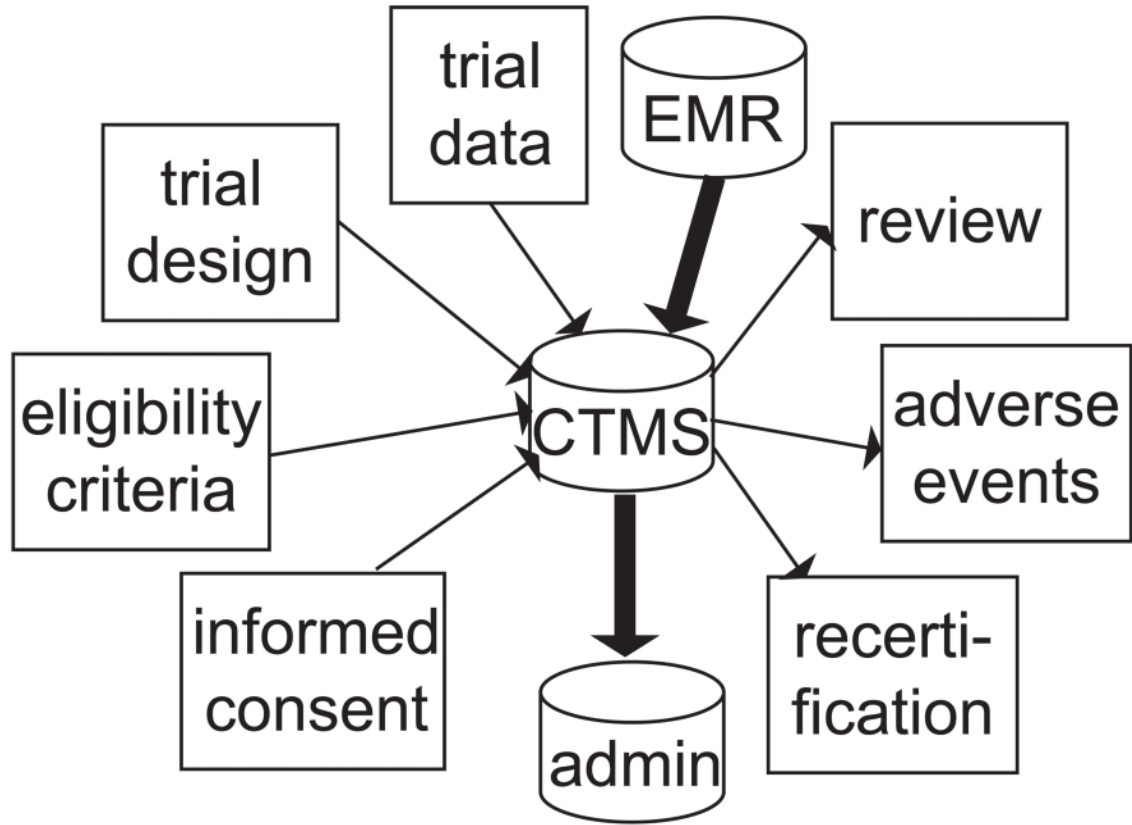 trial
data
EMR
trial
design
review
eligibility
criteria
CTMS
adverse
events
informed
consent
admin
recerti-
fication